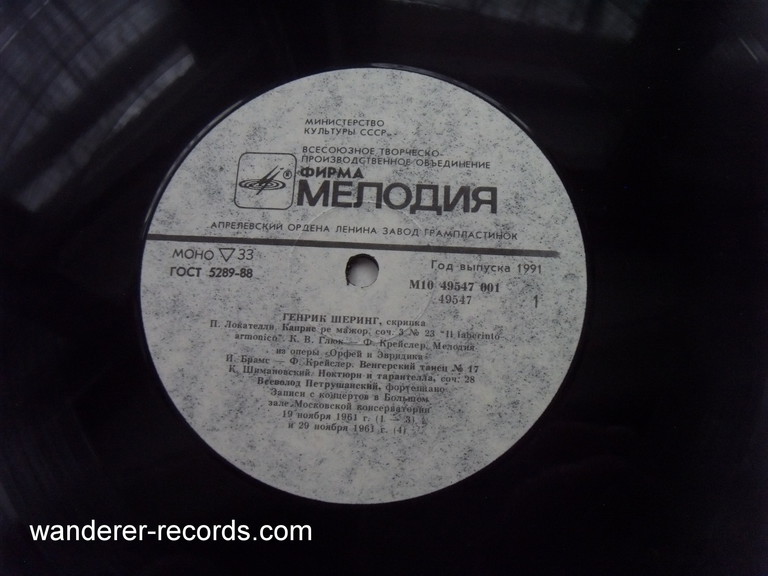 МИНИСТЕРСТВО
КУЛЬТУРЫ СССР
ВСЕСОЮЗНОЕ ТВОРЧЕСКО-
ПРОИЗВОДСТВЕННОЕ ОБЪЕДИНЕНИЕ
® ФИРМА
МЕЛОДИЯ
АПРЕЛЕВСКИЙ ОРДЕНА ЛЕНИНА ЗАВОД ГРАМПЛАСТИНОК
МОНО ▽ 33
Год выпуска 1991
ГОСТ 5289-88
М10 49547 001
49547
1
ГЕНРИК ШЕРИНГ, скрипка
П. Локателли. Каприс ре мажор, соч. 3 № 23 "Il laberinto
armonico". К. В. Глюк — Ф. Крейслер. Мелодия
из оперы «Орфей и Эвридика»
И. Брамс — Ф. Крейслер. Венгерский танец № 17
К. Шимановский. Ноктюрн и тарантелла, соч. 28
Всеволод Петрушанский, фортепиано
Записи с концертов в Большом
зале Московской консерватории
19 ноября 1961 г. (1 — 3)
и 29 ноября 1961 г. (4)
wanderer-records.com